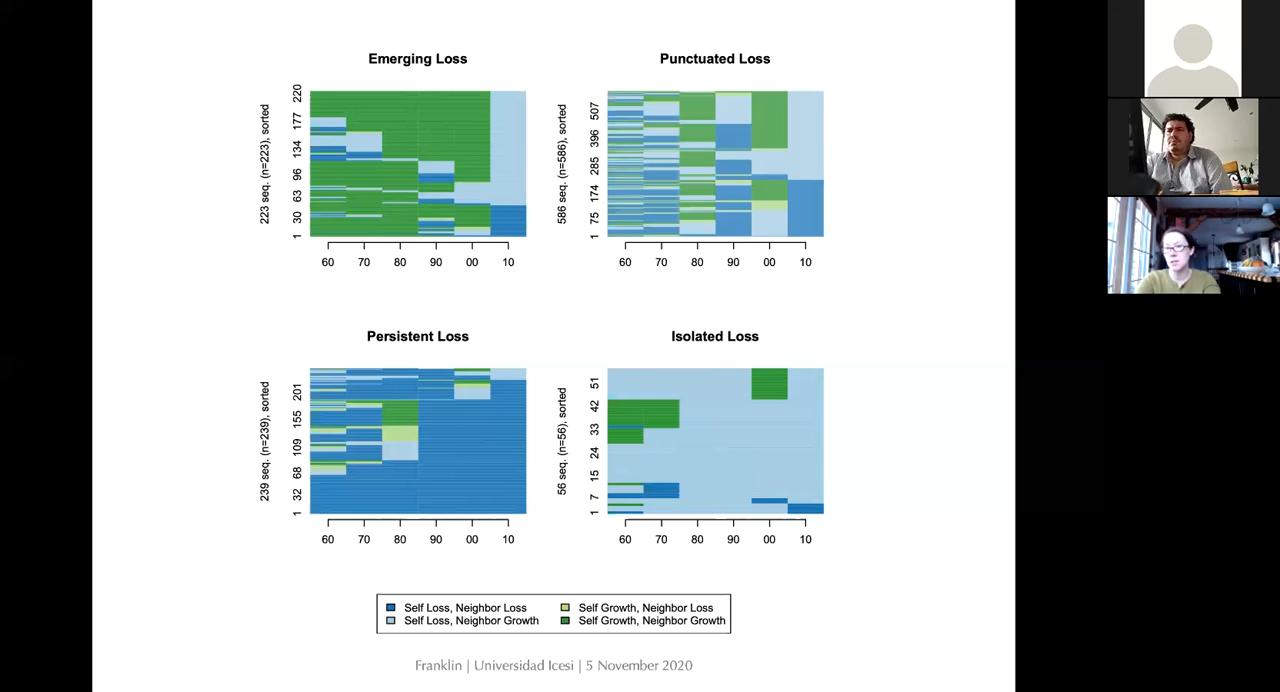 Emerging Loss
223 seq. (n=223), sorted
220
177
134
96
63
30
1
60 70 80 90 00 10
Punctuated Loss
586 seq. (n=586), sorted
507
396
285
174
75
1
60 70 80 90 00 10
Persistent Loss
239 seq. (n=239), sorted
201
155
109
68
32
1
60 70 80 90 00 10
Isolated Loss
56 seq. (n=56), sorted
51
42
33
24
15
7
1
60 70 80 90 00 10
Self Loss, Neighbor Loss
Self Loss, Neighbor Growth
Self Growth, Neighbor Loss
Self Growth, Neighbor Growth
Franklin | Universidad Icesi | 5 November 2020